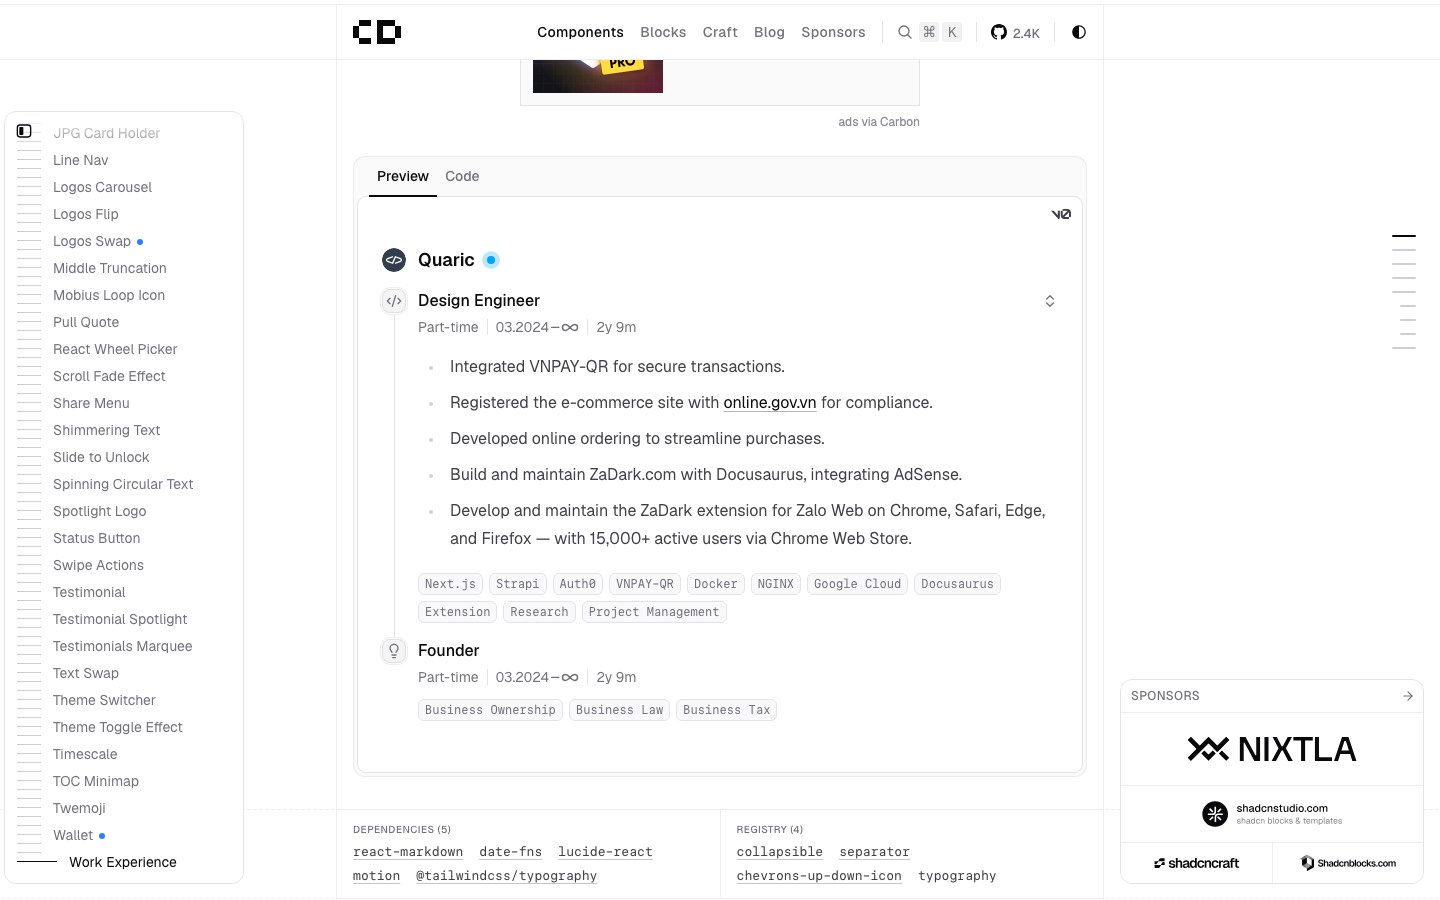 Components Blocks Craft Blog Sponsors ⌘ K 2.4K
PRO
ads via Carbon
JPG Card Holder
Line Nav
Logos Carousel
Logos Flip
Logos Swap
Middle Truncation
Mobius Loop Icon
Pull Quote
React Wheel Picker
Scroll Fade Effect
Share Menu
Shimmering Text
Slide to Unlock
Spinning Circular Text
Spotlight Logo
Status Button
Swipe Actions
Testimonial
Testimonial Spotlight
Testimonials Marquee
Text Swap
Theme Switcher
Theme Toggle Effect
Timescale
TOC Minimap
Twemoji
Wallet
Work Experience
Preview Code
v0
Quaric
Design Engineer
Part-time 03.2024–∞ 2y 9m
Integrated VNPAY-QR for secure transactions.
Registered the e-commerce site with online.gov.vn for compliance.
Developed online ordering to streamline purchases.
Build and maintain ZaDark.com with Docusaurus, integrating AdSense.
Develop and maintain the ZaDark extension for Zalo Web on Chrome, Safari, Edge,
and Firefox — with 15,000+ active users via Chrome Web Store.
Next.js Strapi Auth0 VNPAY-QR Docker NGINX Google Cloud Docusaurus
Extension Research Project Management
Founder
Part-time 03.2024–∞ 2y 9m
Business Ownership Business Law Business Tax
DEPENDENCIES (5)
react-markdown date-fns lucide-react
motion @tailwindcss/typography
REGISTRY (4)
collapsible separator
chevrons-up-down-icon typography
SPONSORS
NIXTLA
shadcnstudio.com
shadcn blocks & templates
shadcncraft
Shadcnblocks.com